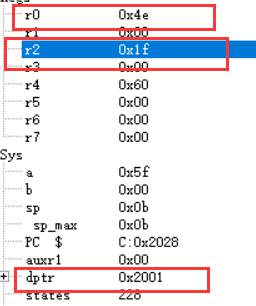 r0 0x4e
r1 0x00
r2 0x1f
r3 0x00
r4 0x60
r5 0x00
r6 0x00
r7 0x00
Sys
a 0x5f
b 0x00
sp 0x0b
sp_max 0x0b
PC $ C:0x2028
auxr1 0x00
dptr 0x2001
states 228